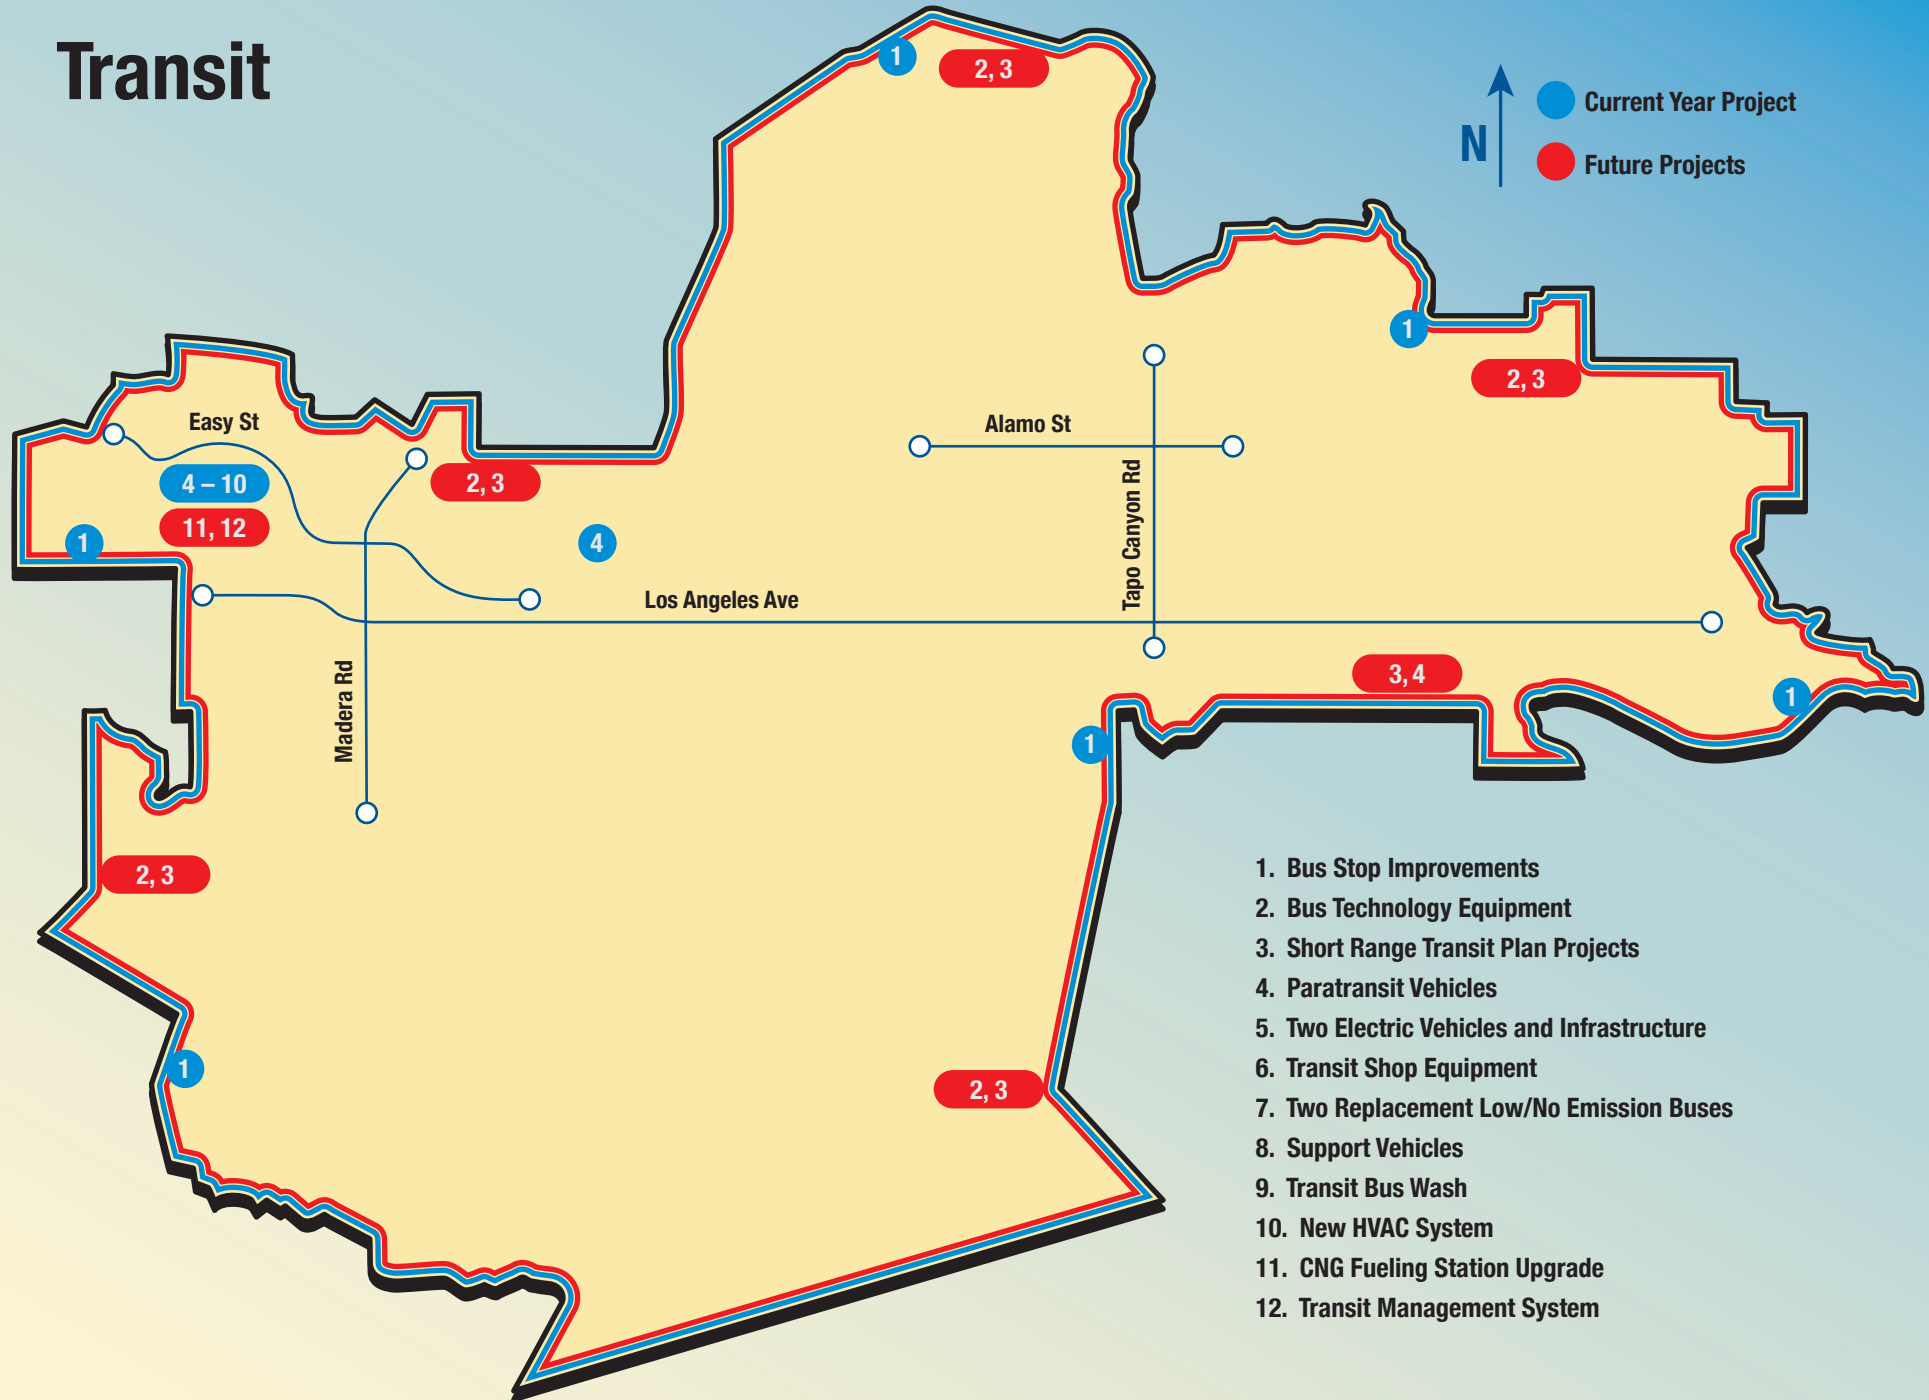 Transit
1
2, 3
N
Current Year Project
Future Projects
1
2, 3
Easy St
Alamo St
4 – 10
2, 3
11, 12
1
4
Tapo Canyon Rd
Los Angeles Ave
Madera Rd
3, 4
1
1
2, 3
1
2, 3
1. Bus Stop Improvements
2. Bus Technology Equipment
3. Short Range Transit Plan Projects
4. Paratransit Vehicles
5. Two Electric Vehicles and Infrastructure
6. Transit Shop Equipment
7. Two Replacement Low/No Emission Buses
8. Support Vehicles
9. Transit Bus Wash
10. New HVAC System
11. CNG Fueling Station Upgrade
12. Transit Management System